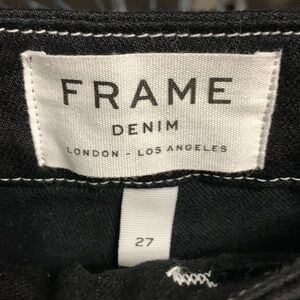 FRAME
DENIM
LONDON - LOS ANGELES
27